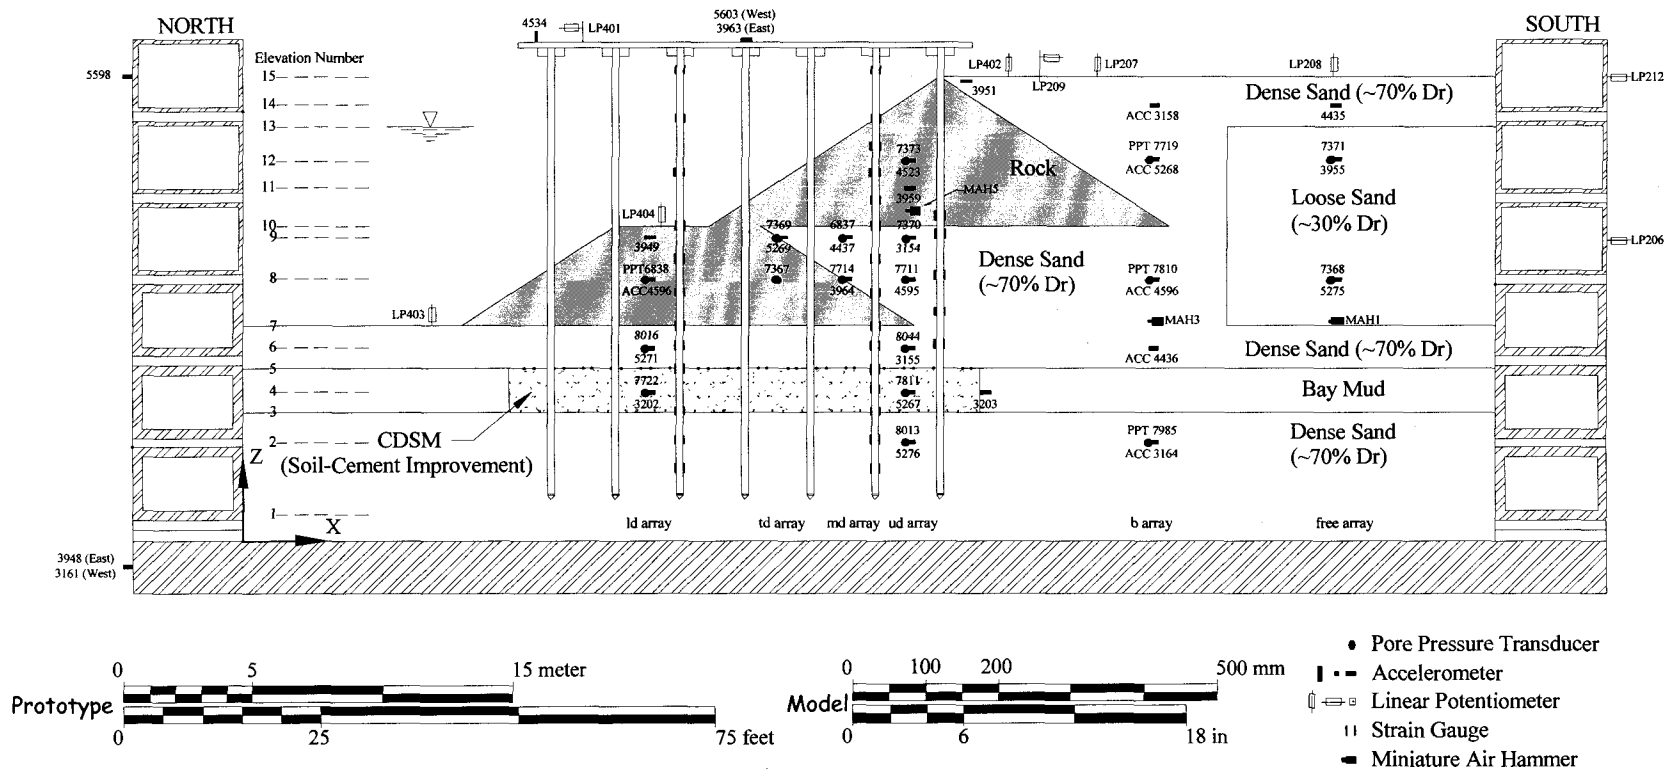 NORTH
4534
LP401
5603 (West)
3963 (East)
SOUTH
Elevation Number
5598
15
14
13
12
11
10
9
8
7
6
5
4
3
2
1
LP402
LP209
LP207
LP208
LP212
3951
Dense Sand (~70% Dr)
ACC 3158
4435
7373
4523
Rock
PPT 7719
ACC 5268
7371
3955
3959
MAH5
Loose Sand
(~30% Dr)
LP404
3949
7369
5269
6837
4437
7370
3154
LP206
Dense Sand
(~70% Dr)
PPT6838
ACC4596
7367
7714
3964
7711
4595
PPT 7810
ACC 4596
7368
5275
LP403
MAH3
MAH1
8016
5271
8044
3155
ACC 4436
Dense Sand (~70% Dr)
7722
3202
7811
5267
3203
Bay Mud
CDSM
(Soil-Cement Improvement)
8013
5276
PPT 7985
ACC 3164
Dense Sand
(~70% Dr)
Z
X
ld array
td array
md array
ud array
b array
free array
3948 (East)
3161 (West)
0 5 15 meter
Prototype
0 25 75 feet
0 100 200 500 mm
Model
0 6 18 in
Pore Pressure Transducer
Accelerometer
Linear Potentiometer
Strain Gauge
Miniature Air Hammer